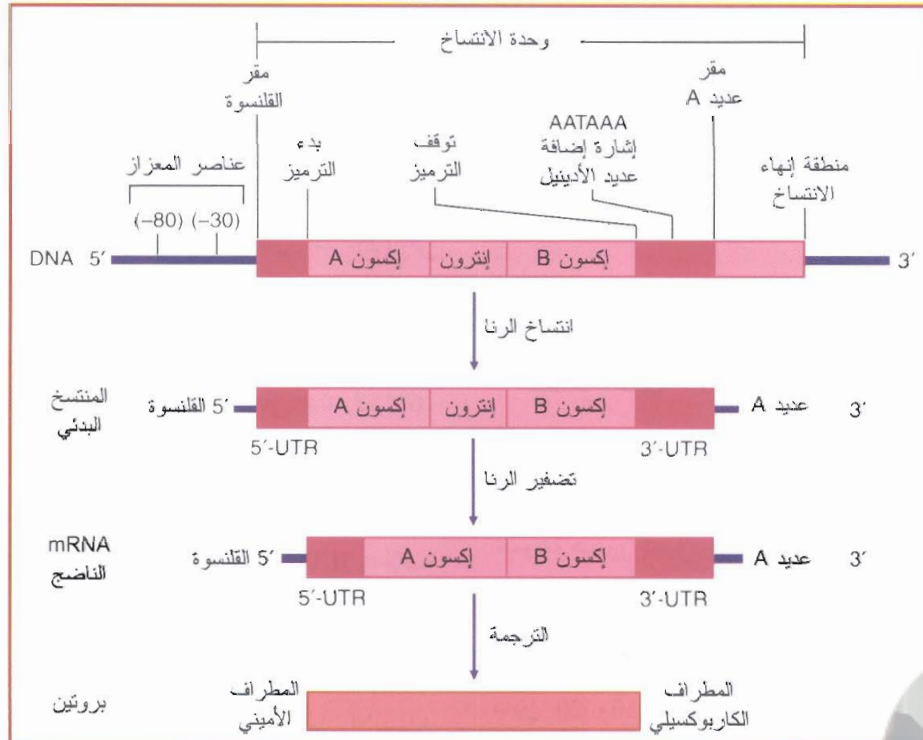 وحدة الانتساخ
مقر
القلنسوة
مقر
عديد A
عناصر المعزاز
(−80) (−30)
بدء
الترميز
توقف
الترميز
AATAAA
إشارة إضافة
عديد الأدينيل
منطقة إنهاء
الانتساخ
DNA 5′
إكسون A
إنترون
إكسون B
3′
انتساخ الرنا
المنتسخ
البدئي
القلنسوة 5′
إكسون A
إنترون
إكسون B
عديد A
3′
5′-UTR
3′-UTR
تضفير الرنا
mRNA
الناضج
القلنسوة 5′
إكسون A
إكسون B
عديد A
3′
5′-UTR
3′-UTR
الترجمة
بروتين
المطراف
الأميني
المطراف
الكاربوكسيلي